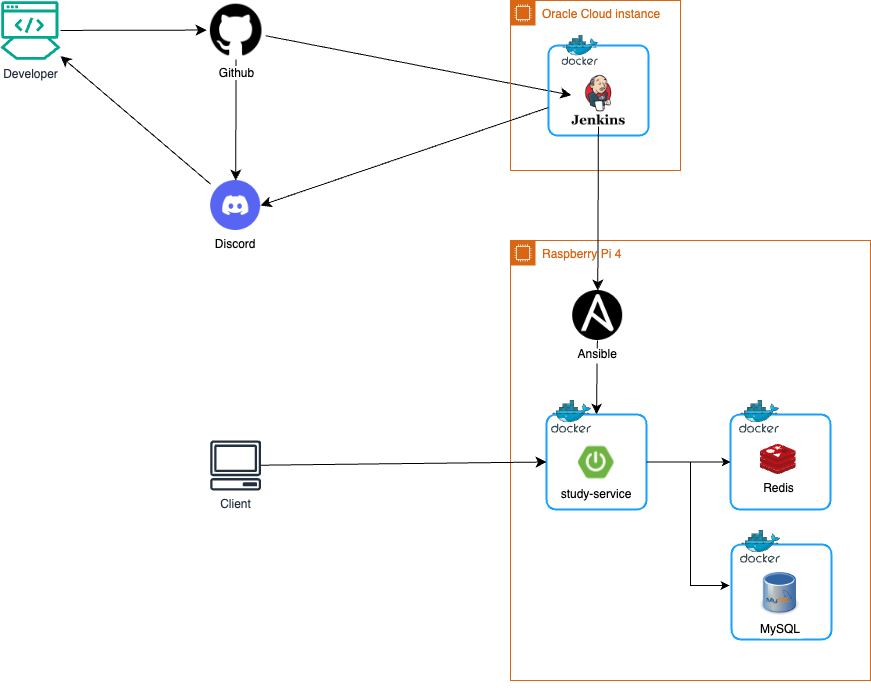 Oracle Cloud instance
docker
Jenkins
Developer
Github
Discord
Raspberry Pi 4
Ansible
docker
study-service
docker
Redis
Client
docker
MySQL
MySQL